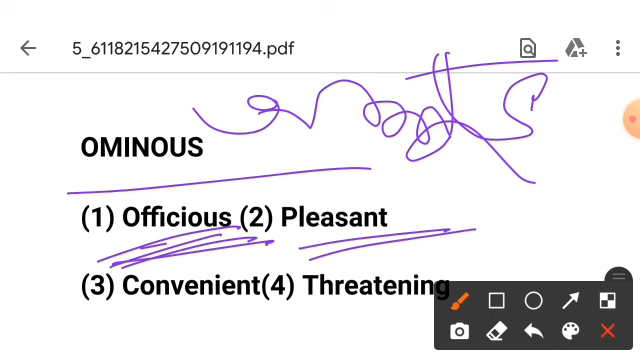 5_6118215427509191194.pdf
OMINOUS
(1) Officious (2) Pleasant
(3) Convenient(4) Threatening